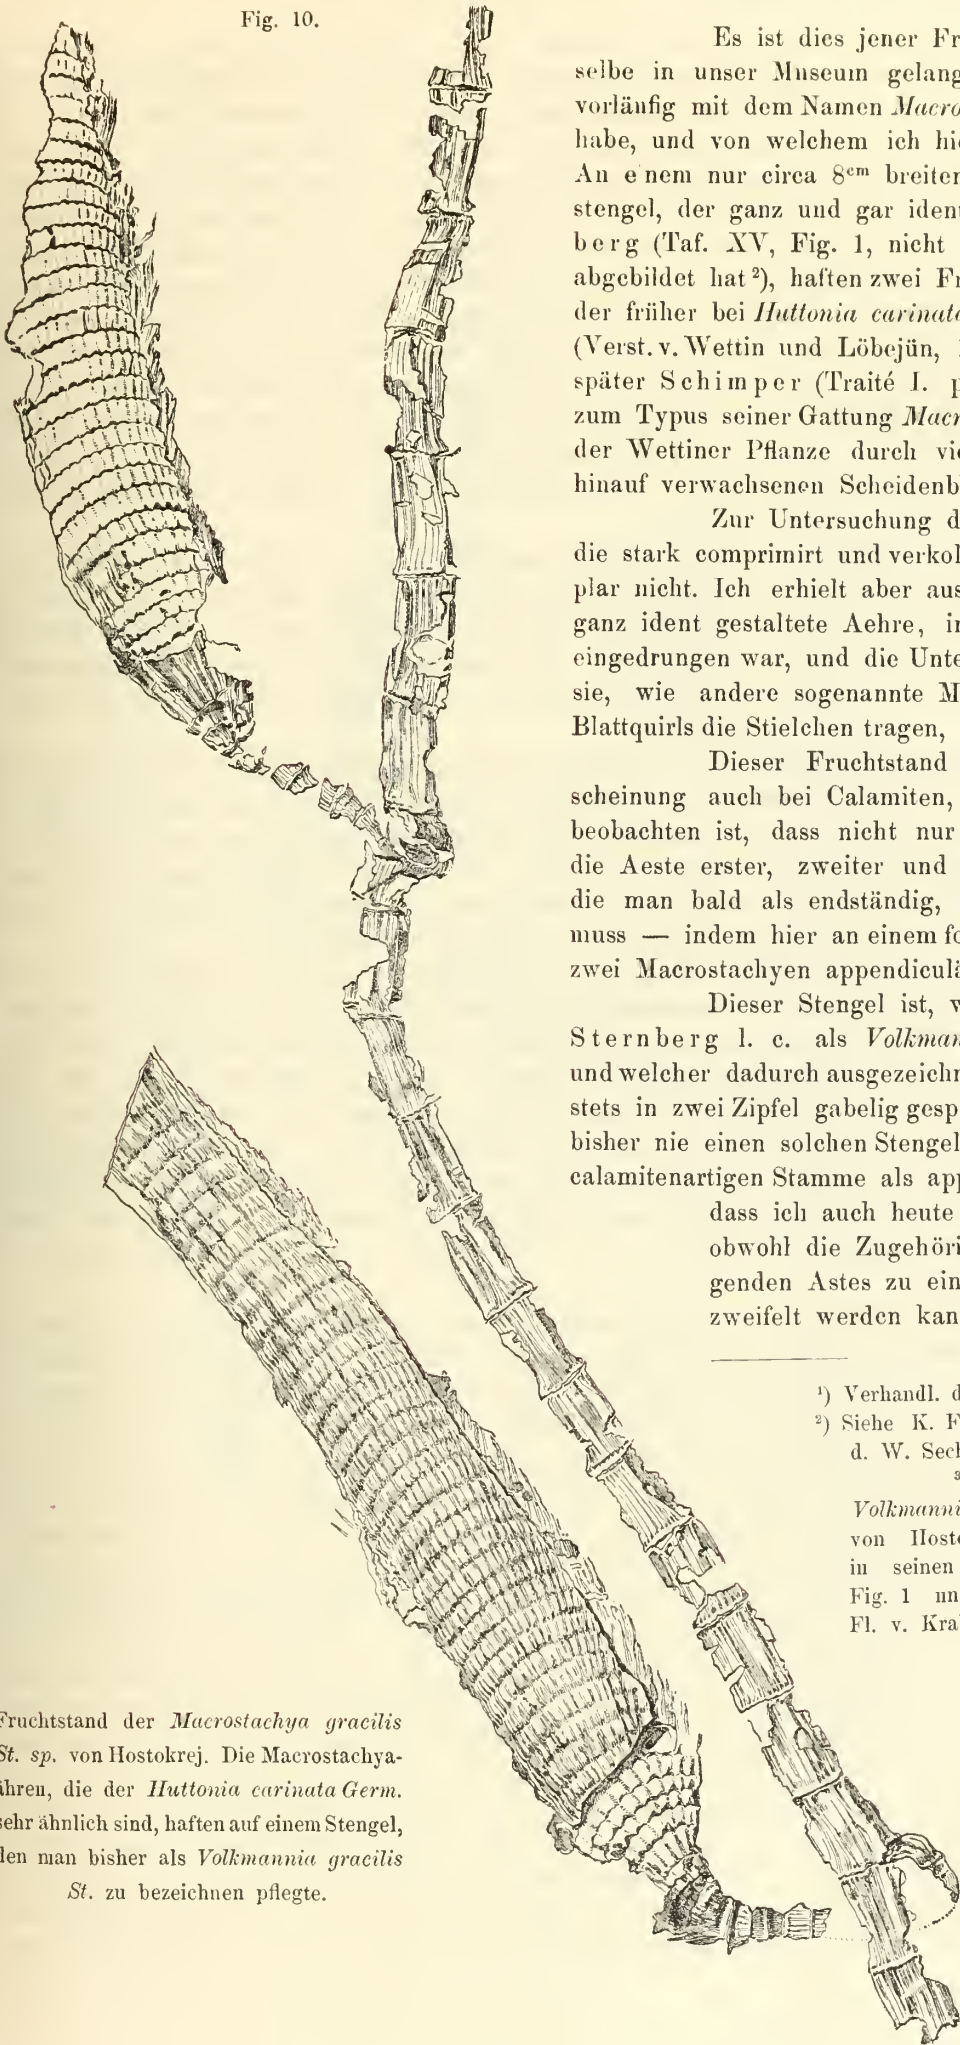 Fig. 10.
Es ist dies jener Fr
selbe in unser Museum gelang
vorläufig mit dem Namen Macro
habe, und von welchem ich hie
An e nem nur circa 8cm breiten
stengel, der ganz und gar ident
berg (Taf. XV, Fig. 1, nicht
abgebildet hat ²), haften zwei Fr
der früher bei Huttonia carinata
(Verst. v. Wettin und Löbejün,
später Schimper (Traité I. p
zum Typus seiner Gattung Macr
der Wettiner Pflanze durch vie
hinauf verwachsenen Scheidenb
Zur Untersuchung d
die stark comprimirt und verkol
plar nicht. Ich erhielt aber aus
ganz ident gestaltete Aehre, in
eingedrungen war, und die Unte
sie, wie andere sogenannte M
Blattquirls die Stielchen tragen,
Dieser Fruchtstand
scheinung auch bei Calamiten,
beobachten ist, dass nicht nur
die Aeste erster, zweiter und
die man bald als endständig,
muss — indem hier an einem fo
zwei Macrostachyen appendiculä
Dieser Stengel ist, w
Sternberg l. c. als Volkman
und welcher dadurch ausgezeichn
stets in zwei Zipfel gabelig gesp
bisher nie einen solchen Stengel
calamitenartigen Stamme als app
dass ich auch heute
obwohl die Zugehöri
genden Astes zu ein
zweifelt werden kan
¹) Verhandl. d
²) Siehe K. F
d. W. Sect
Volkmanni
von Hosto
in seinen
Fig. 1 un
Fl. v. Kra
Fruchtstand der Macrostachya gracilis
St. sp. von Hostokrej. Die Macrostachya-
ähren, die der Huttonia carinata Germ.
sehr ähnlich sind, haften auf einem Stengel,
den man bisher als Volkmannia gracilis
St. zu bezeichnen pflegte.